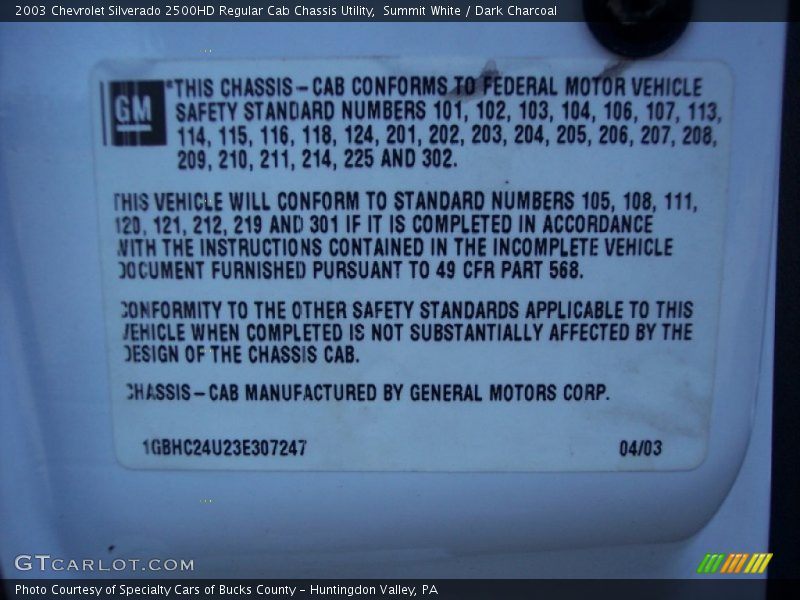 2003 Chevrolet Silverado 2500HD Regular Cab Chassis Utility, Summit White / Dark Charcoal
GM
THIS CHASSIS-CAB CONFORMS TO FEDERAL MOTOR VEHICLE
SAFETY STANDARD NUMBERS 101, 102, 103, 104, 106, 107, 113,
114, 115, 116, 118, 124, 201, 202, 203, 204, 205, 206, 207, 208,
209, 210, 211, 214, 225 AND 302.
THIS VEHICLE WILL CONFORM TO STANDARD NUMBERS 105, 108, 111,
120, 121, 212, 219 AND 301 IF IT IS COMPLETED IN ACCORDANCE
WITH THE INSTRUCTIONS CONTAINED IN THE INCOMPLETE VEHICLE
DOCUMENT FURNISHED PURSUANT TO 49 CFR PART 568.
CONFORMITY TO THE OTHER SAFETY STANDARDS APPLICABLE TO THIS
VEHICLE WHEN COMPLETED IS NOT SUBSTANTIALLY AFFECTED BY THE
DESIGN OF THE CHASSIS CAB.
CHASSIS-CAB MANUFACTURED BY GENERAL MOTORS CORP.
1GBHC24U23E307247 04/03
GTCARLOT.COM
Photo Courtesy of Specialty Cars of Bucks County - Huntingdon Valley, PA